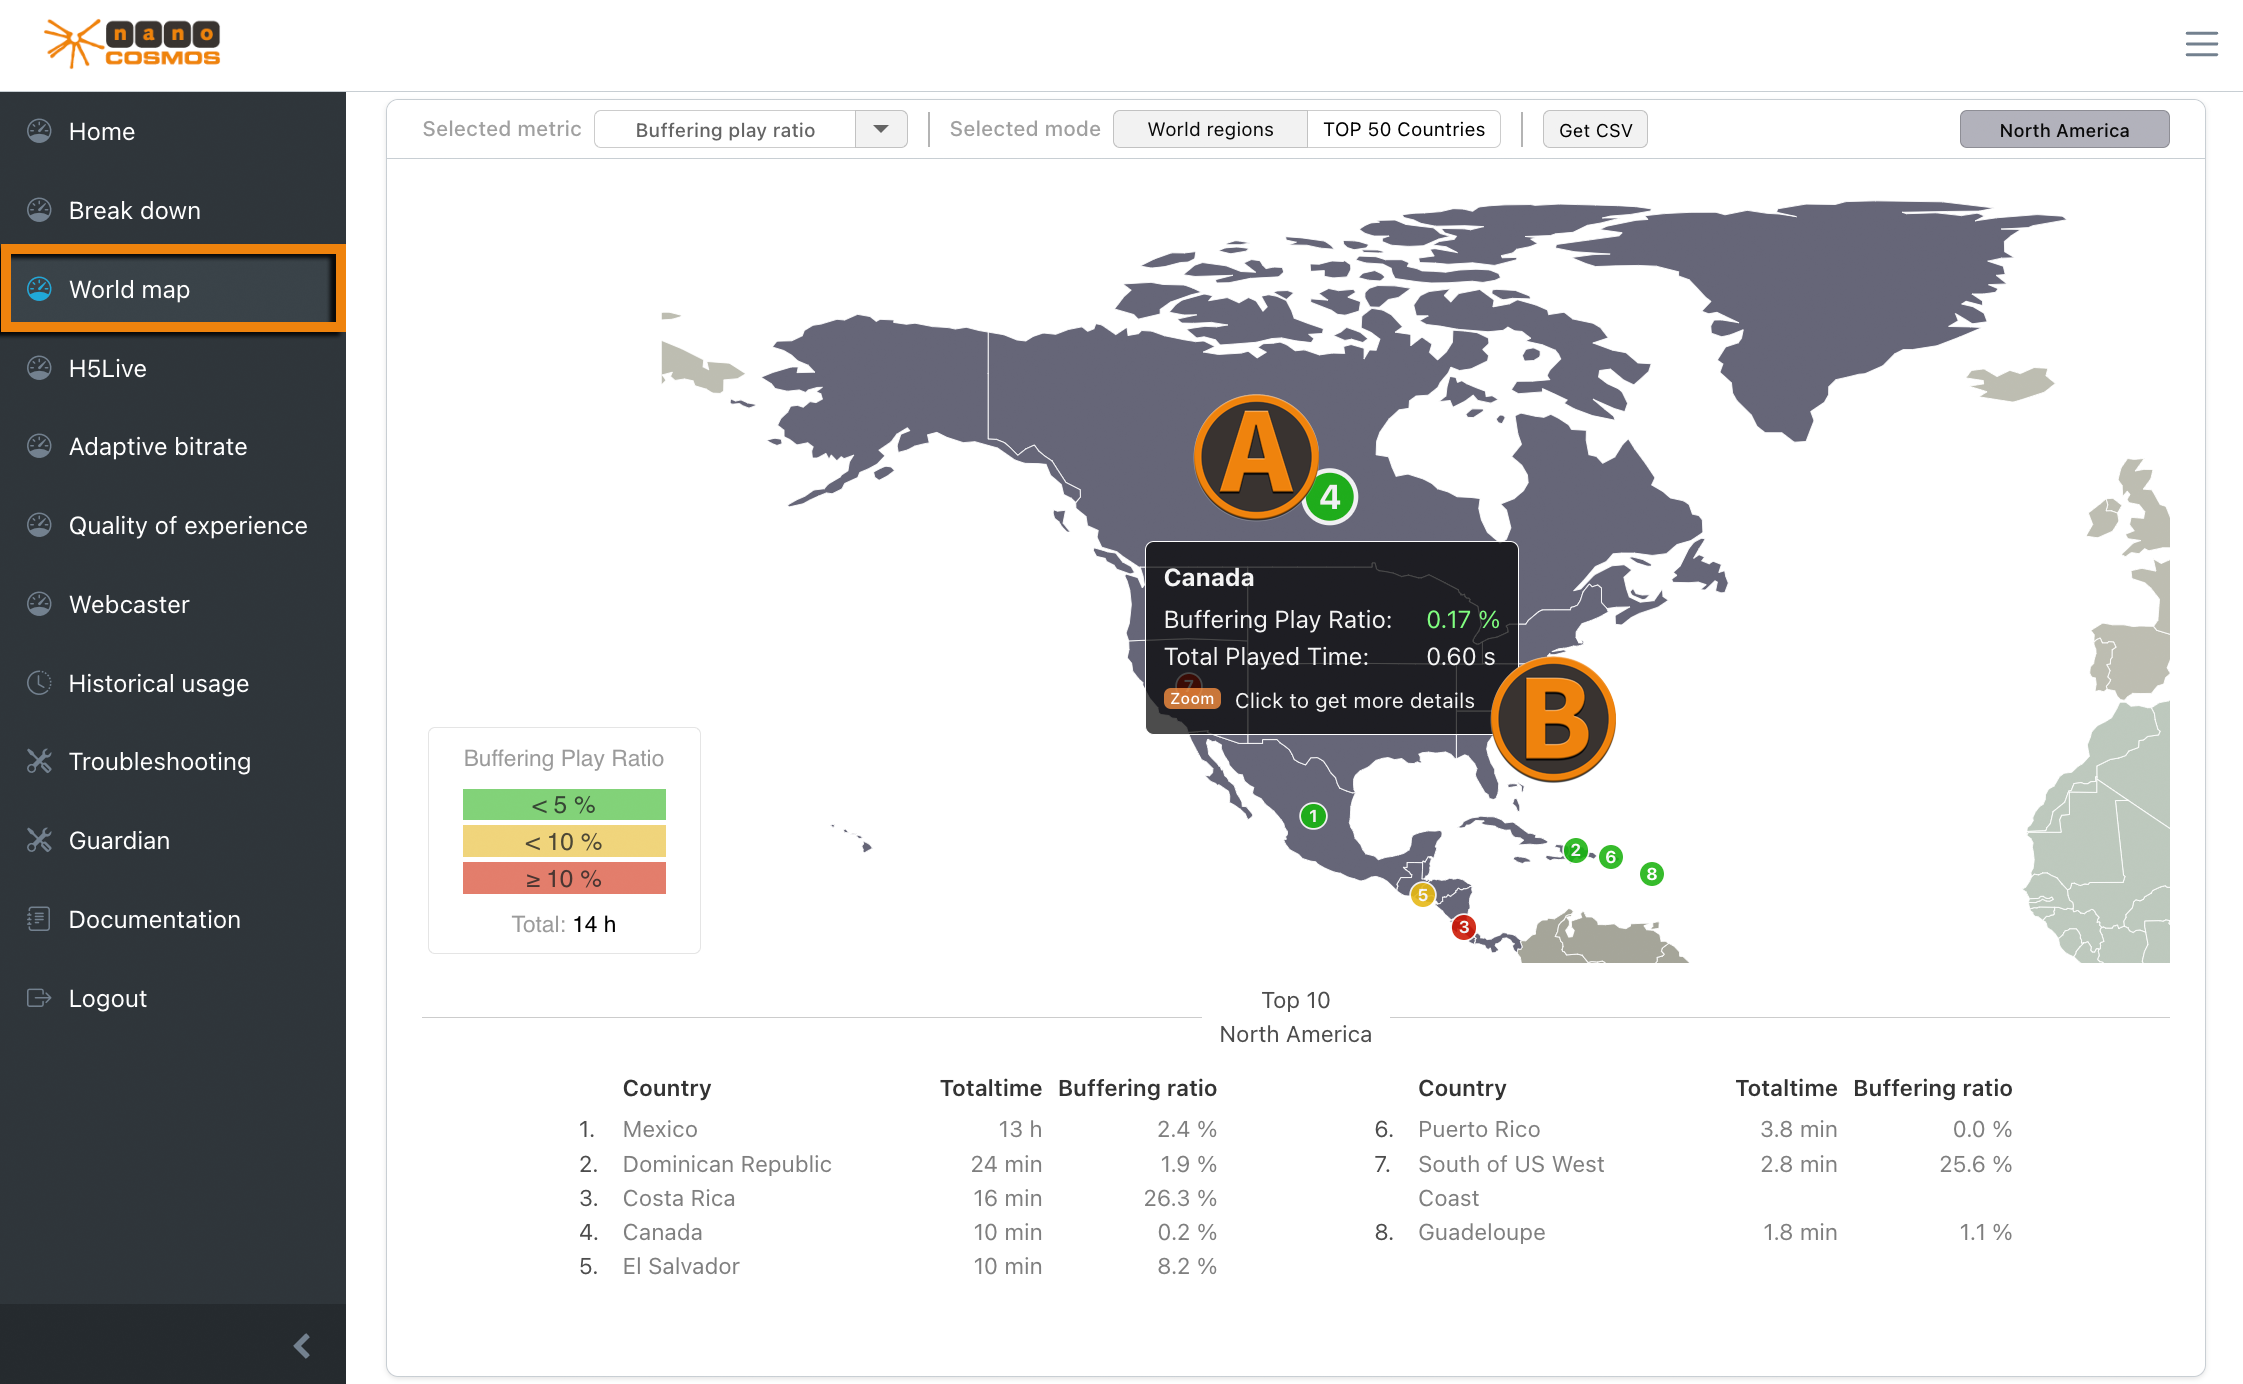 nano
COSMOS
Selected metric Buffering play ratio Selected mode World regions TOP 50 Countries Get CSV North America
Home
Break down
World map
H5Live
Adaptive bitrate
Quality of experience
Webcaster
Historical usage
Troubleshooting
Guardian
Documentation
Logout
A
4
Canada
Buffering Play Ratio: 0.17 %
Total Played Time: 0.60 s
7
Zoom Click to get more details
B
1
2
6
8
5
3
Buffering Play Ratio
< 5 %
< 10 %
≥ 10 %
Total: 14 h
Top 10
North America
Country Totaltime Buffering ratio
1. Mexico 13 h 2.4 %
2. Dominican Republic 24 min 1.9 %
3. Costa Rica 16 min 26.3 %
4. Canada 10 min 0.2 %
5. El Salvador 10 min 8.2 %
Country Totaltime Buffering ratio
6. Puerto Rico 3.8 min 0.0 %
7. South of US West 2.8 min 25.6 %
Coast
8. Guadeloupe 1.8 min 1.1 %